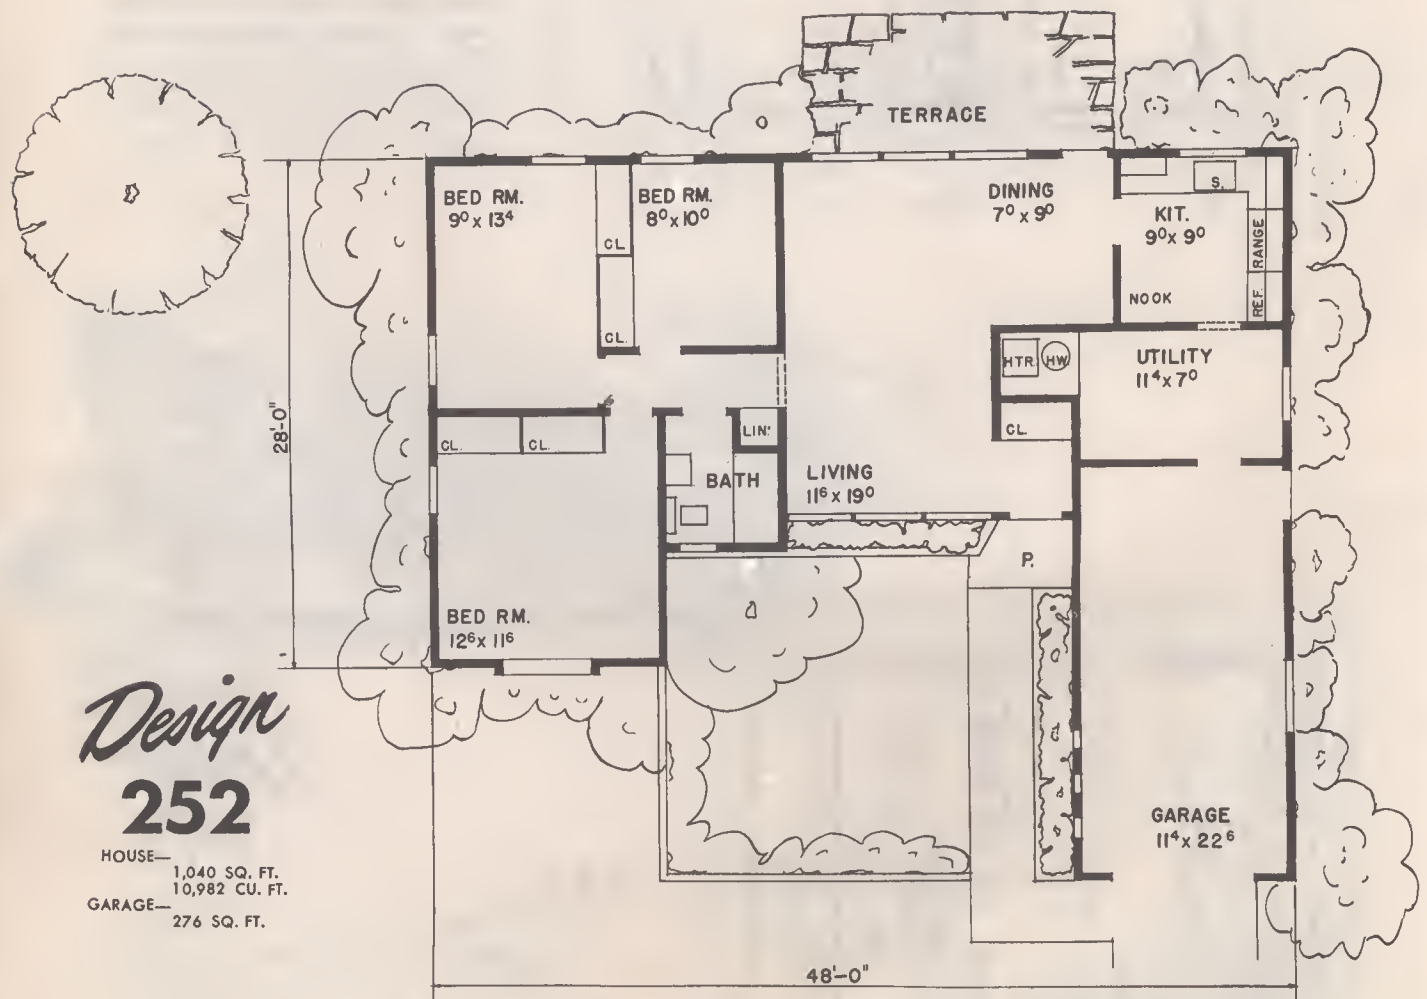 TERRACE
BED RM.
9⁰ x 13⁴
CL.
CL.
BED RM.
8⁰ x 10⁰
DINING
7⁰ x 9⁰
S.
KIT.
9⁰ x 9⁰
RANGE
REF.
NOOK
HTR.
HW
UTILITY
11⁴ x 7⁰
28'-0"
CL.
CL.
LIN.
CL.
BATH
LIVING
11⁶ x 19⁰
P.
BED RM.
12⁶ x 11⁶
GARAGE
11⁴ x 22⁶
Design
252
HOUSE—
1,040 SQ. FT.
10,982 CU. FT.
GARAGE—
276 SQ. FT.
48'-0"